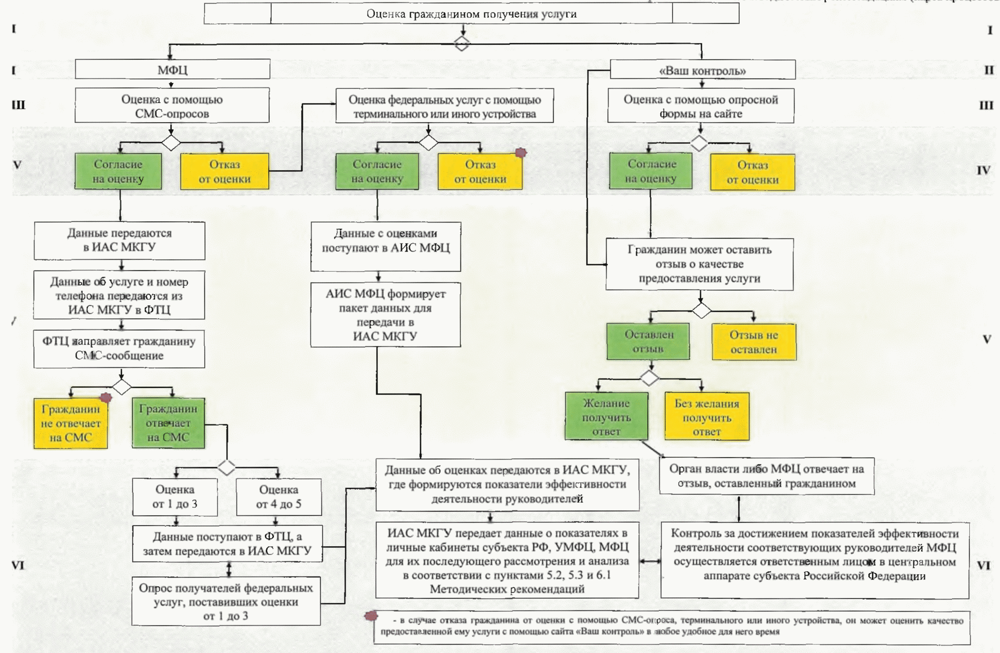 Оценка гражданином получения услуги
I
I
МФЦ
«Ваш контроль»
I
II
Оценка с помощью
СМС-опросов
Оценка федеральных услуг с помощью
терминального или иного устройства
Оценка с помощью опросной
формы на сайте
III
III
Согласие
на оценку
Отказ
от оценки
Согласие
на оценку
Отказ
от оценки
Согласие
на оценку
Отказ
от оценки
V
IV
Данные передаются
в ИАС МКГУ
Данные с оценками
поступают в АИС МФЦ
Гражданин может оставить
отзыв о качестве
предоставления услуги
Данные об услуге и номер
телефона передаются из
ИАС МКГУ в ФТЦ
АИС МФЦ формирует
пакет данных для
передачи в
ИАС МКГУ
ФТЦ направляет гражданину
СМС-сообщение
Оставлен
отзыв
Отзыв не
оставлен
V
Гражданин
не отвечает
на СМС
Гражданин
отвечает
на СМС
Желание
получить
ответ
Без желания
получить
ответ
Оценка
от 1 до 3
Оценка
от 4 до 5
Данные об оценках передаются в ИАС МКГУ,
где формируются показатели эффективности
деятельности руководителей
Орган власти либо МФЦ отвечает на
отзыв, оставленный гражданином
Данные поступают в ФТЦ, а
затем передаются в ИАС МКГУ
ИАС МКГУ передает данные о показателях в
личные кабинеты субъекта РФ, УМФЦ, МФЦ
для их последующего рассмотрения и анализа
в соответствии с пунктами 5.2, 5.3 и 6.1
Методических рекомендаций
Контроль за достижением показателей эффективности
деятельности соответствующих руководителей МФЦ
осуществляется ответственным лицом в центральном
аппарате субъекта Российской Федерации
VI
VI
Опрос получателей федеральных
услуг, поставивших оценки
от 1 до 3
- в случае отказа гражданина от оценки с помощью СМС-опроса, терминального или иного устройства, он может оценить качество
предоставленной ему услуги с помощью сайта «Ваш контроль» в любое удобное для него время